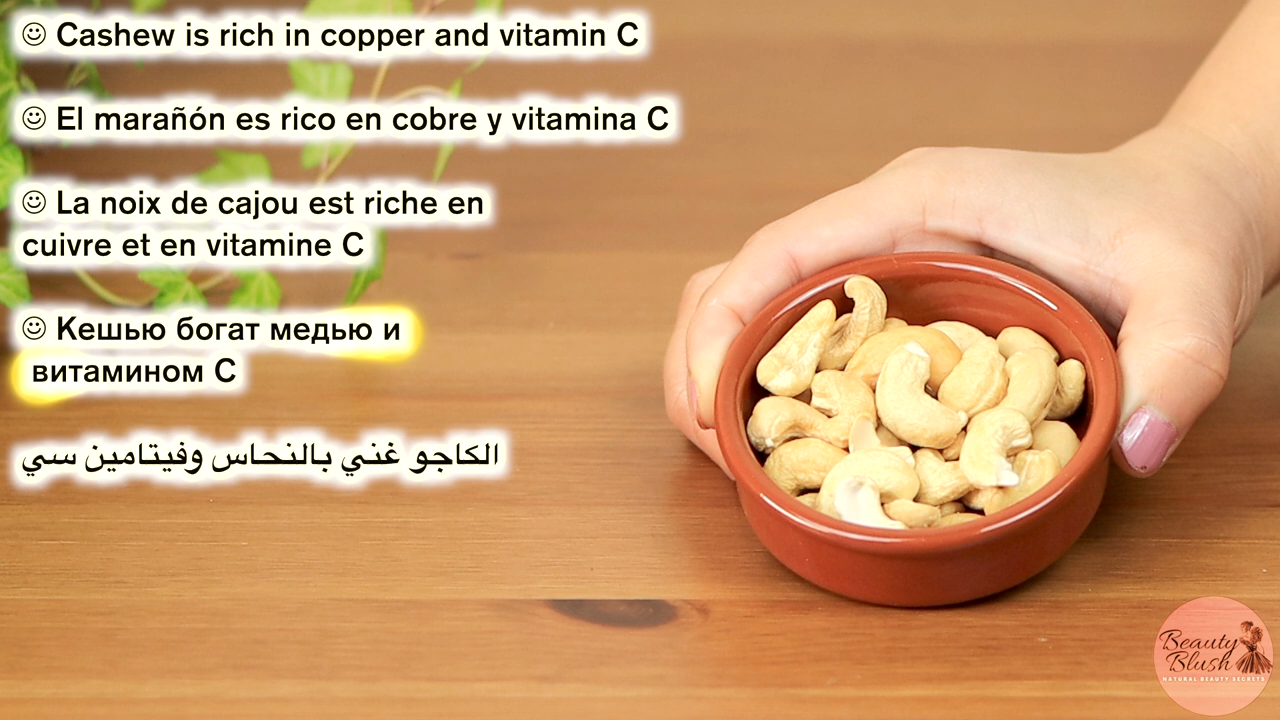 ☺ Cashew is rich in copper and vitamin C
☺ El marañón es rico en cobre y vitamina C
☺ La noix de cajou est riche en
cuivre et en vitamine C
☺ Кешью богат медью и
витамином C
الكاجو غني بالنحاس وفيتامين سي
Beauty
Blush
NATURAL BEAUTY SECRETS